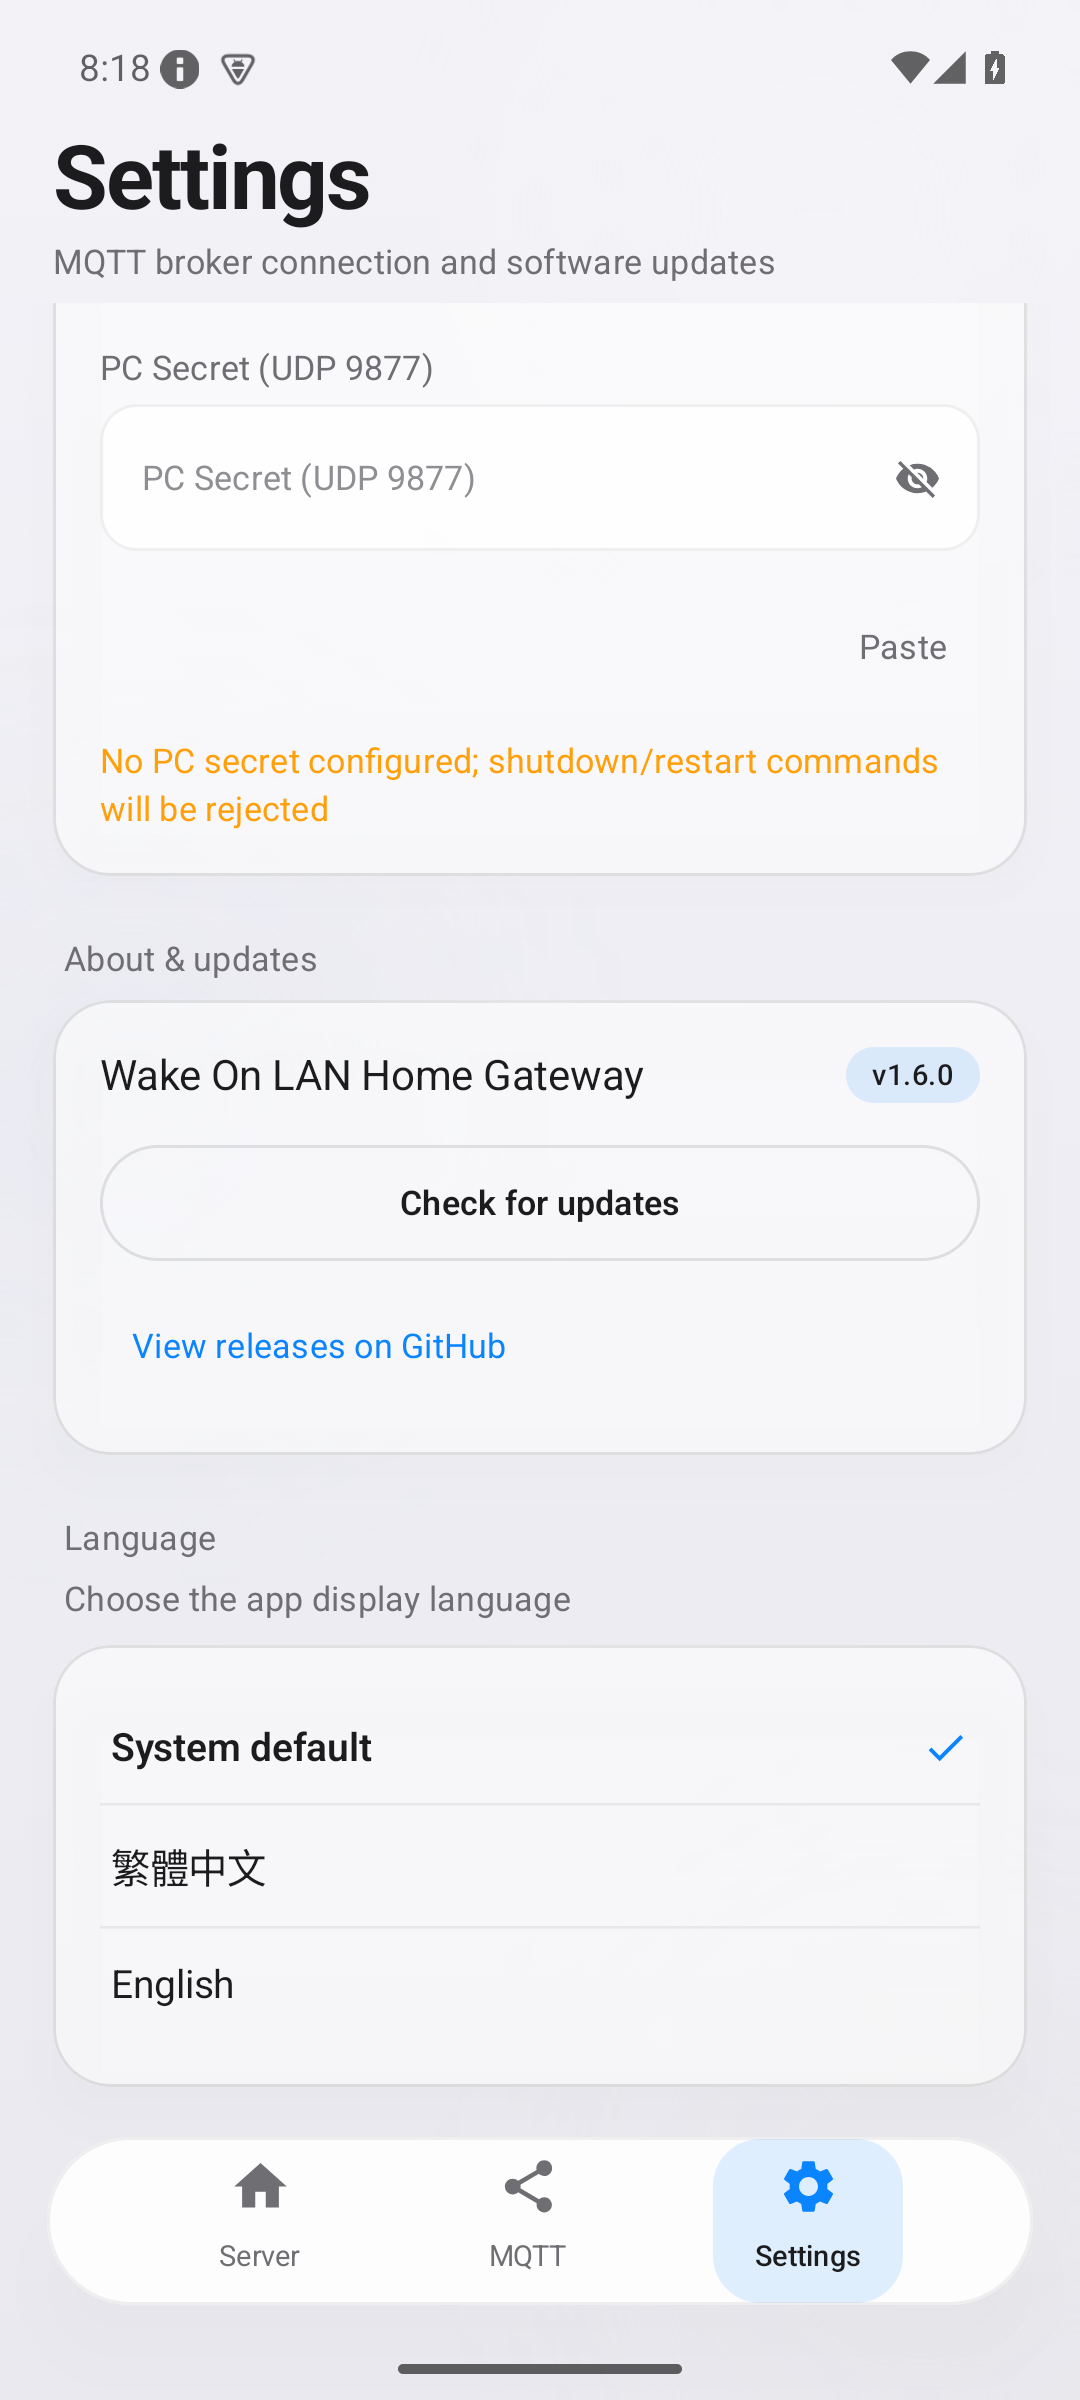 8:18
Settings
MQTT broker connection and software updates
PC Secret (UDP 9877)
PC Secret (UDP 9877)
Paste
No PC secret configured; shutdown/restart commands
will be rejected
About & updates
Wake On LAN Home Gateway
v1.6.0
Check for updates
View releases on GitHub
Language
Choose the app display language
System default
繁體中文
English
Server
MQTT
Settings